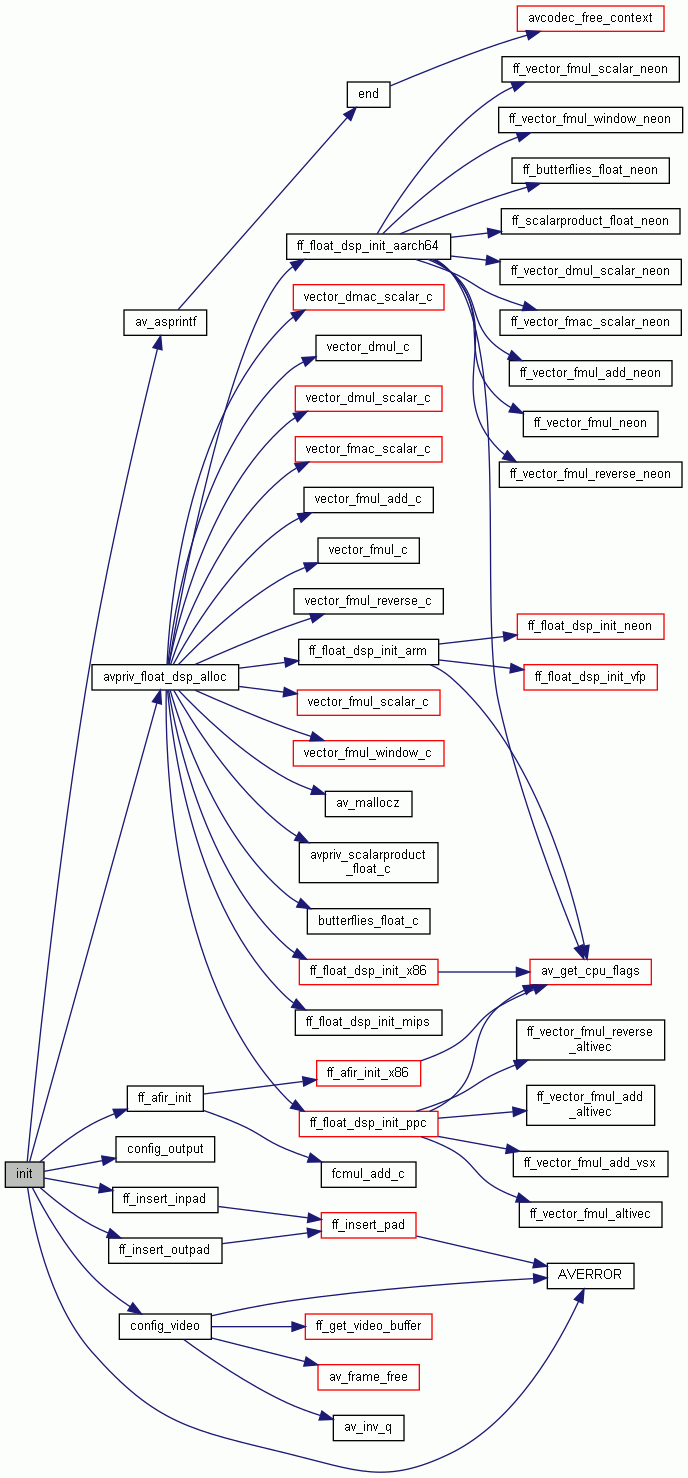 avcodec_free_context
ff_vector_fmul_scalar_neon
end
ff_vector_fmul_window_neon
ff_butterflies_float_neon
ff_scalarproduct_float_neon
ff_float_dsp_init_aarch64
ff_vector_dmul_scalar_neon
vector_dmac_scalar_c
av_asprintf
ff_vector_fmac_scalar_neon
vector_dmul_c
ff_vector_fmul_add_neon
vector_dmul_scalar_c
ff_vector_fmul_neon
vector_fmac_scalar_c
ff_vector_fmul_reverse_neon
vector_fmul_add_c
vector_fmul_c
vector_fmul_reverse_c
ff_float_dsp_init_neon
ff_float_dsp_init_arm
avpriv_float_dsp_alloc
ff_float_dsp_init_vfp
vector_fmul_scalar_c
vector_fmul_window_c
av_mallocz
avpriv_scalarproduct
_float_c
butterflies_float_c
ff_float_dsp_init_x86
av_get_cpu_flags
ff_float_dsp_init_mips
ff_vector_fmul_reverse
_altivec
ff_afir_init_x86
ff_afir_init
ff_vector_fmul_add
_altivec
ff_float_dsp_init_ppc
config_output
ff_vector_fmul_add_vsx
init
fcmul_add_c
ff_insert_inpad
ff_vector_fmul_altivec
ff_insert_pad
ff_insert_outpad
AVERROR
config_video
ff_get_video_buffer
av_frame_free
av_inv_q